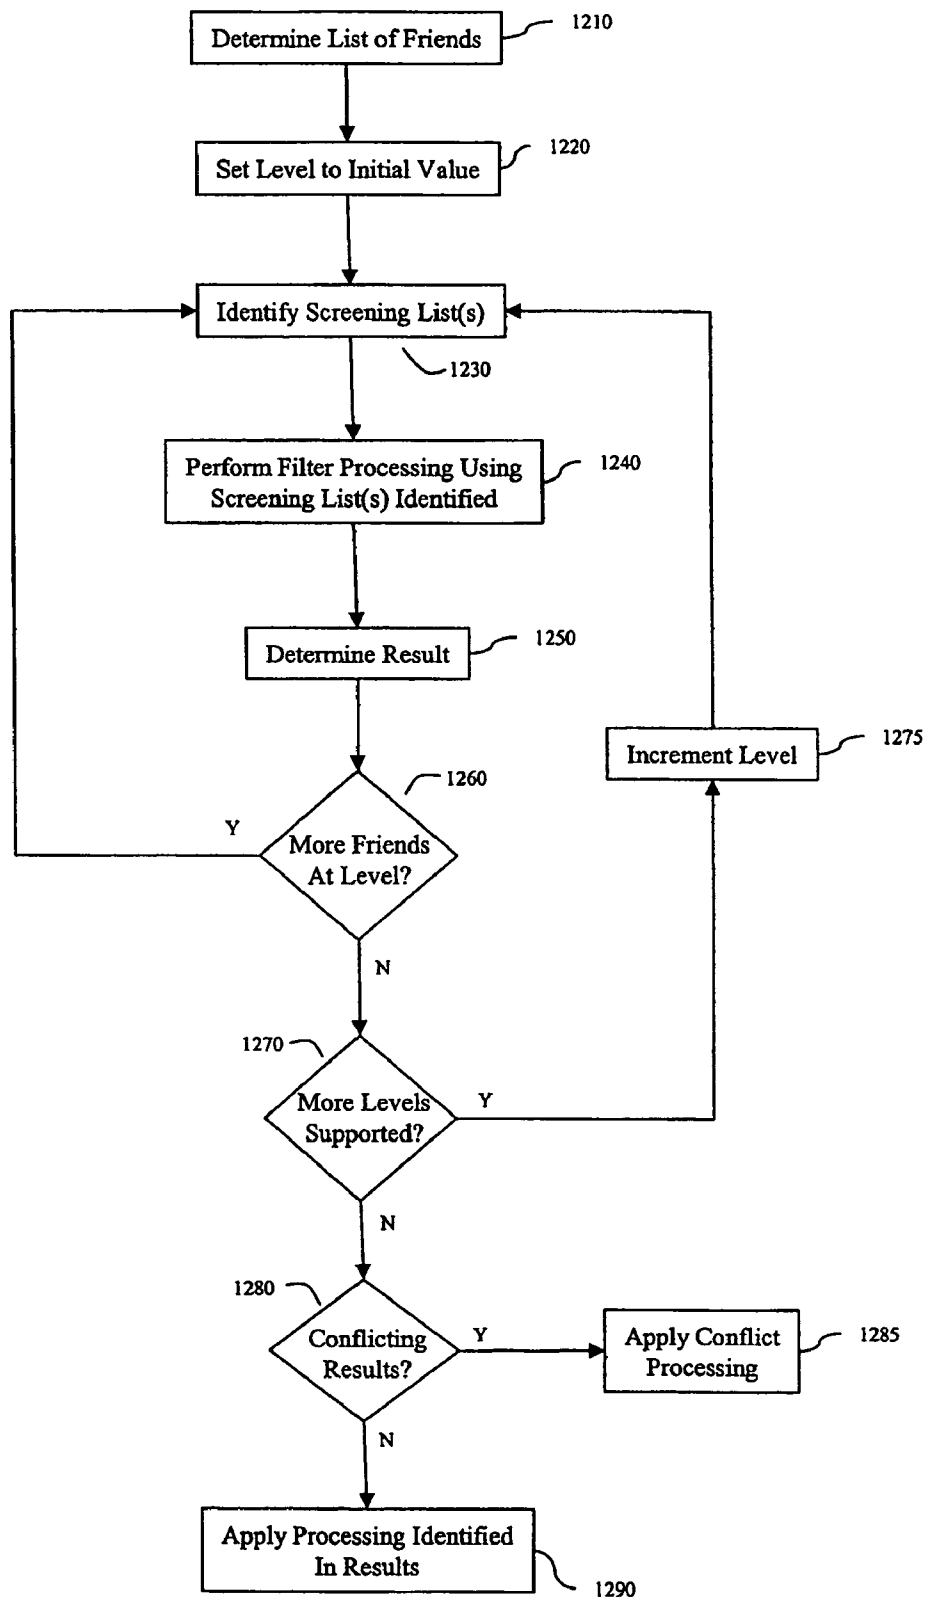 Determine List of Friends
1210
Set Level to Initial Value
1220
Identify Screening List(s)
1230
Perform Filter Processing Using
Screening List(s) Identified
1240
Determine Result
1250
Increment Level
1275
1260
Y
More Friends
At Level?
N
1270
More Levels
Supported?
Y
N
1280
Conflicting
Results?
Y
Apply Conflict
Processing
1285
N
Apply Processing Identified
In Results
1290